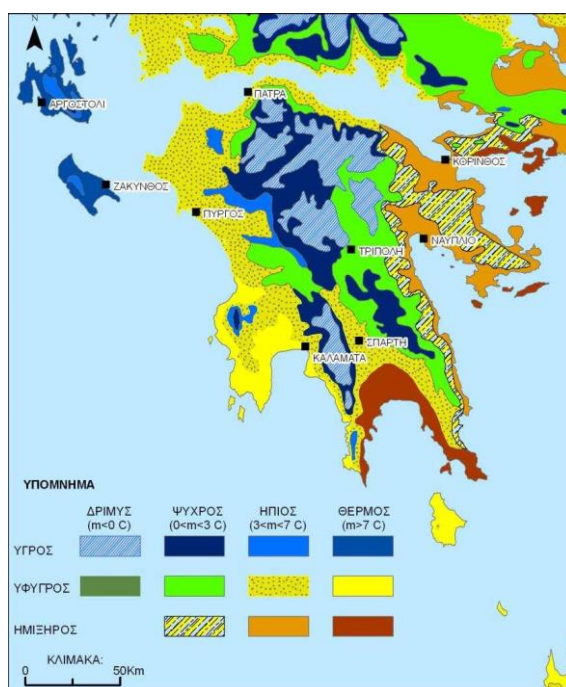 N
ΠΑΤΡΑ
ΑΡΓΟΣΤΟΛΙ
ΚΟΡΙΝΘΟΣ
ΖΑΚΥΝΘΟΣ
ΠΥΡΓΟΣ
ΝΑΥΠΛΙΟ
ΤΡΙΠΟΛΗ
ΣΠΑΡΤΗ
ΚΑΛΑΜΑΤΑ
ΥΠΟΜΝΗΜΑ
ΔΡΙΜΥΣ ΨΥΧΡΟΣ ΗΠΙΟΣ ΘΕΡΜΟΣ
(m<0 C) (0<m<3 C) (3<m<7 C) (m>7 C)
ΥΓΡΟΣ
ΥΦΥΓΡΟΣ
ΗΜΙΞΗΡΟΣ
ΚΛΙΜΑΚΑ:
0 50Km